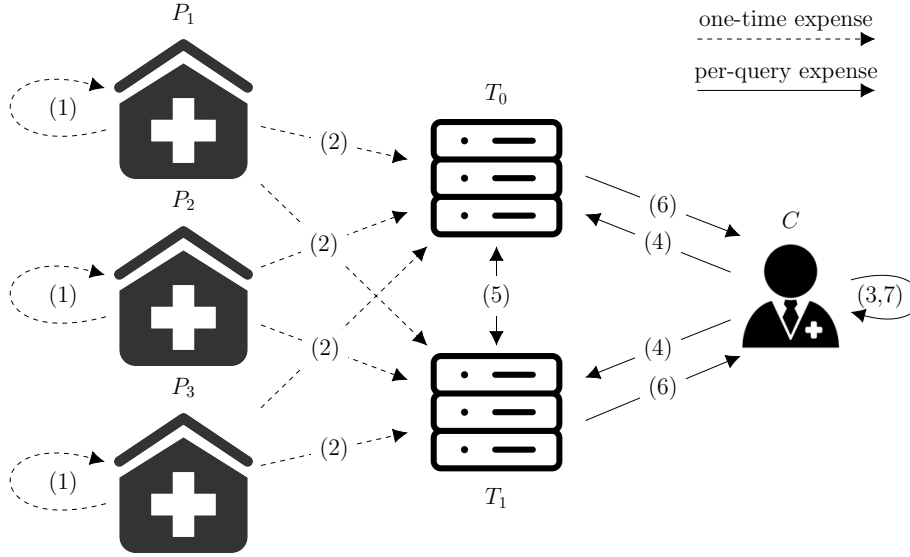 P₁
one-time expense
per-query expense
(1)
T₀
(2)
P₂
(6)
C
(2)
(4)
(1)
(5)
(3,7)
(2)
(4)
P₃
(6)
(2)
(1)
T₁